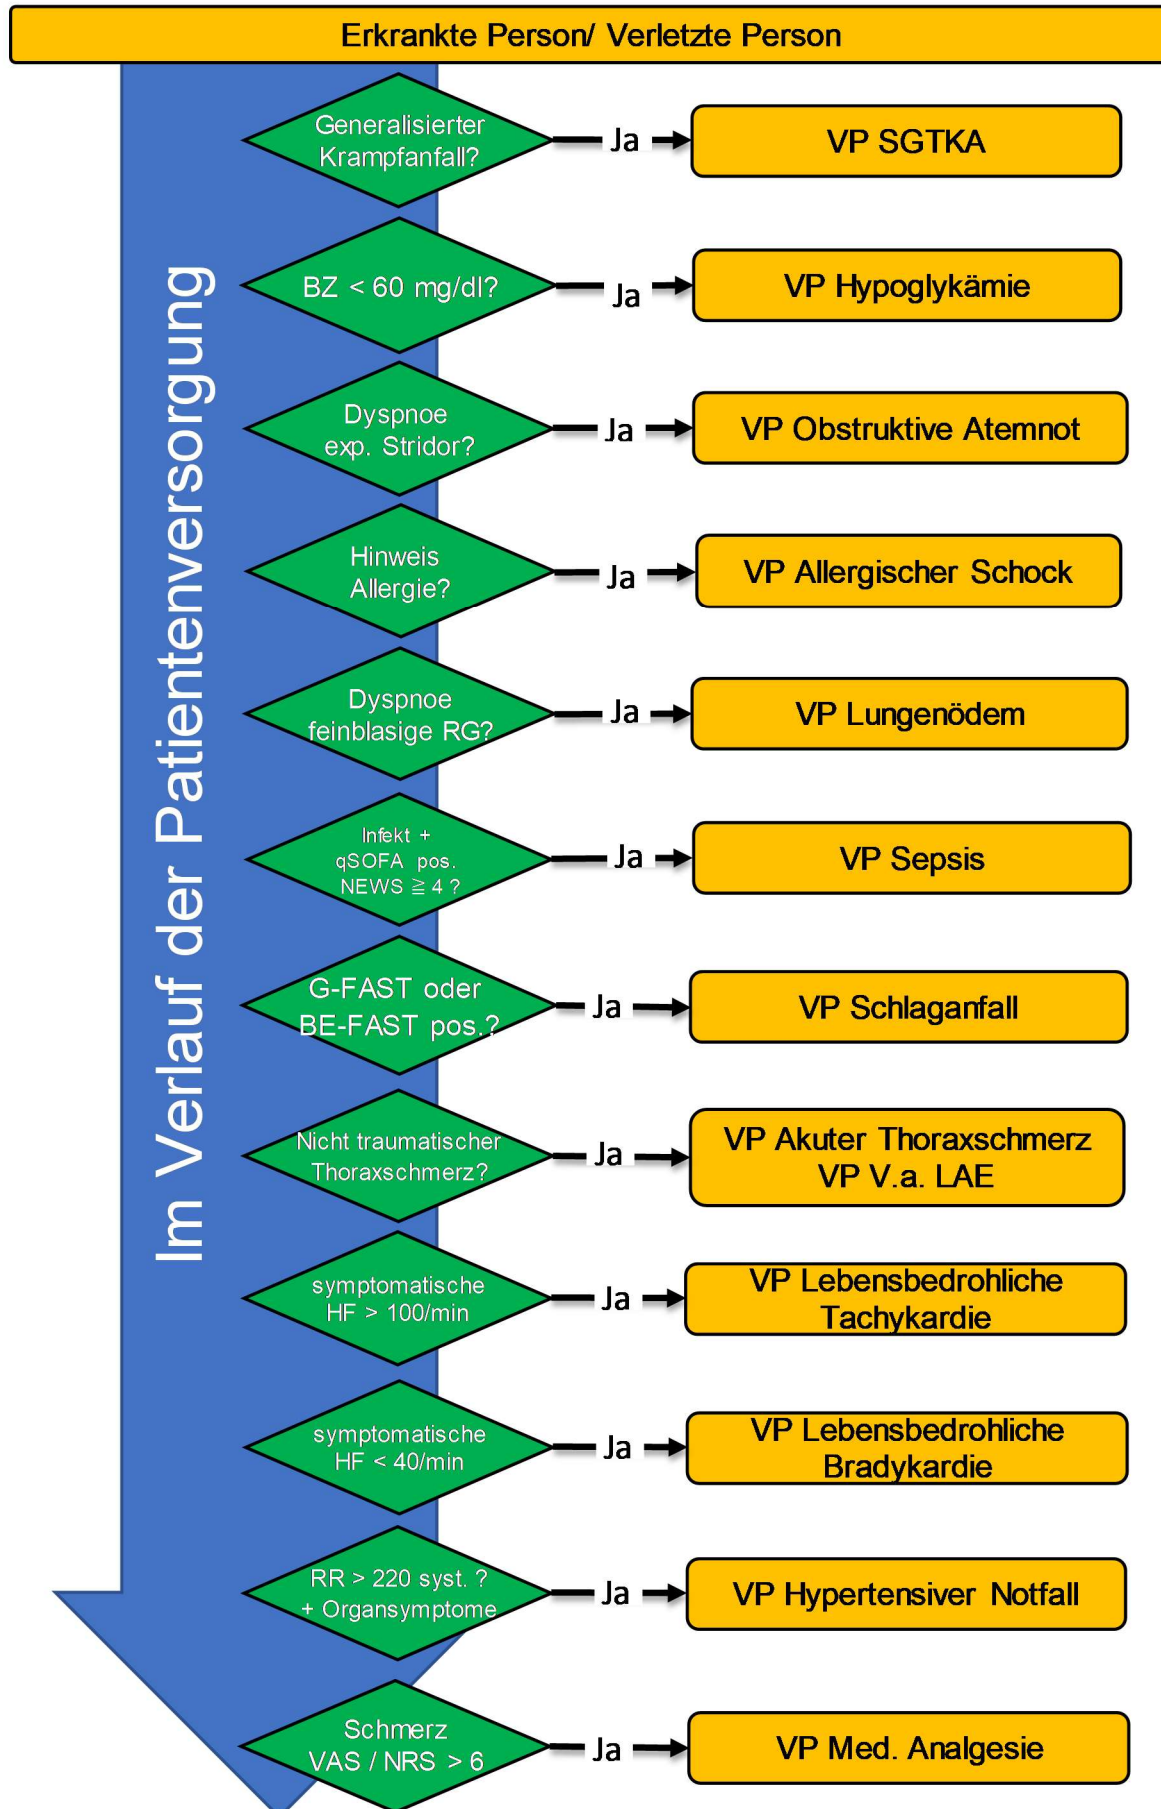 Erkrankte Person/ Verletzte Person
Im Verlauf der Patientenversorgung
Generalisierter
Krampfanfall?
Ja
VP SGTKA
BZ < 60 mg/dl?
Ja
VP Hypoglykämie
Dyspnoe
exp. Stridor?
Ja
VP Obstruktive Atemnot
Hinweis
Allergie?
Ja
VP Allergischer Schock
Dyspnoe
feinblasige RG?
Ja
VP Lungenödem
Infekt +
qSOFA pos.
NEWS ≧ 4 ?
Ja
VP Sepsis
G-FAST oder
BE-FAST pos.?
Ja
VP Schlaganfall
Nicht traumatischer
Thoraxschmerz?
Ja
VP Akuter Thoraxschmerz
VP V.a. LAE
symptomatische
HF > 100/min
Ja
VP Lebensbedrohliche
Tachykardie
symptomatische
HF < 40/min
Ja
VP Lebensbedrohliche
Bradykardie
RR > 220 syst. ?
+ Organsymptome
Ja
VP Hypertensiver Notfall
Schmerz
VAS / NRS > 6
Ja
VP Med. Analgesie